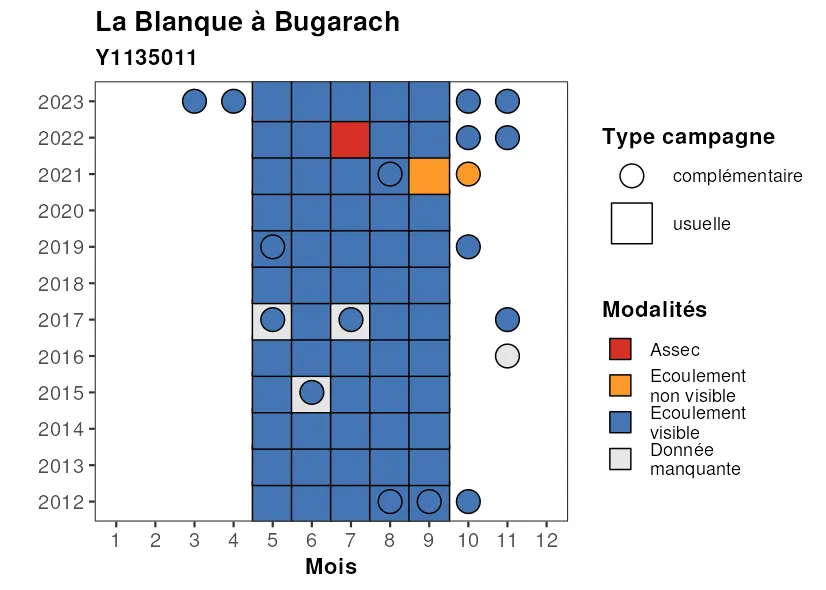 La Blanque à Bugarach
Y1135011
2023
2022
2021
2020
2019
2018
2017
2016
2015
2014
2013
2012
1 2 3 4 5 6 7 8 9 10 11 12
Mois
Type campagne
complémentaire
usuelle
Modalités
Assec
Ecoulement
non visible
Ecoulement
visible
Donnée
manquante